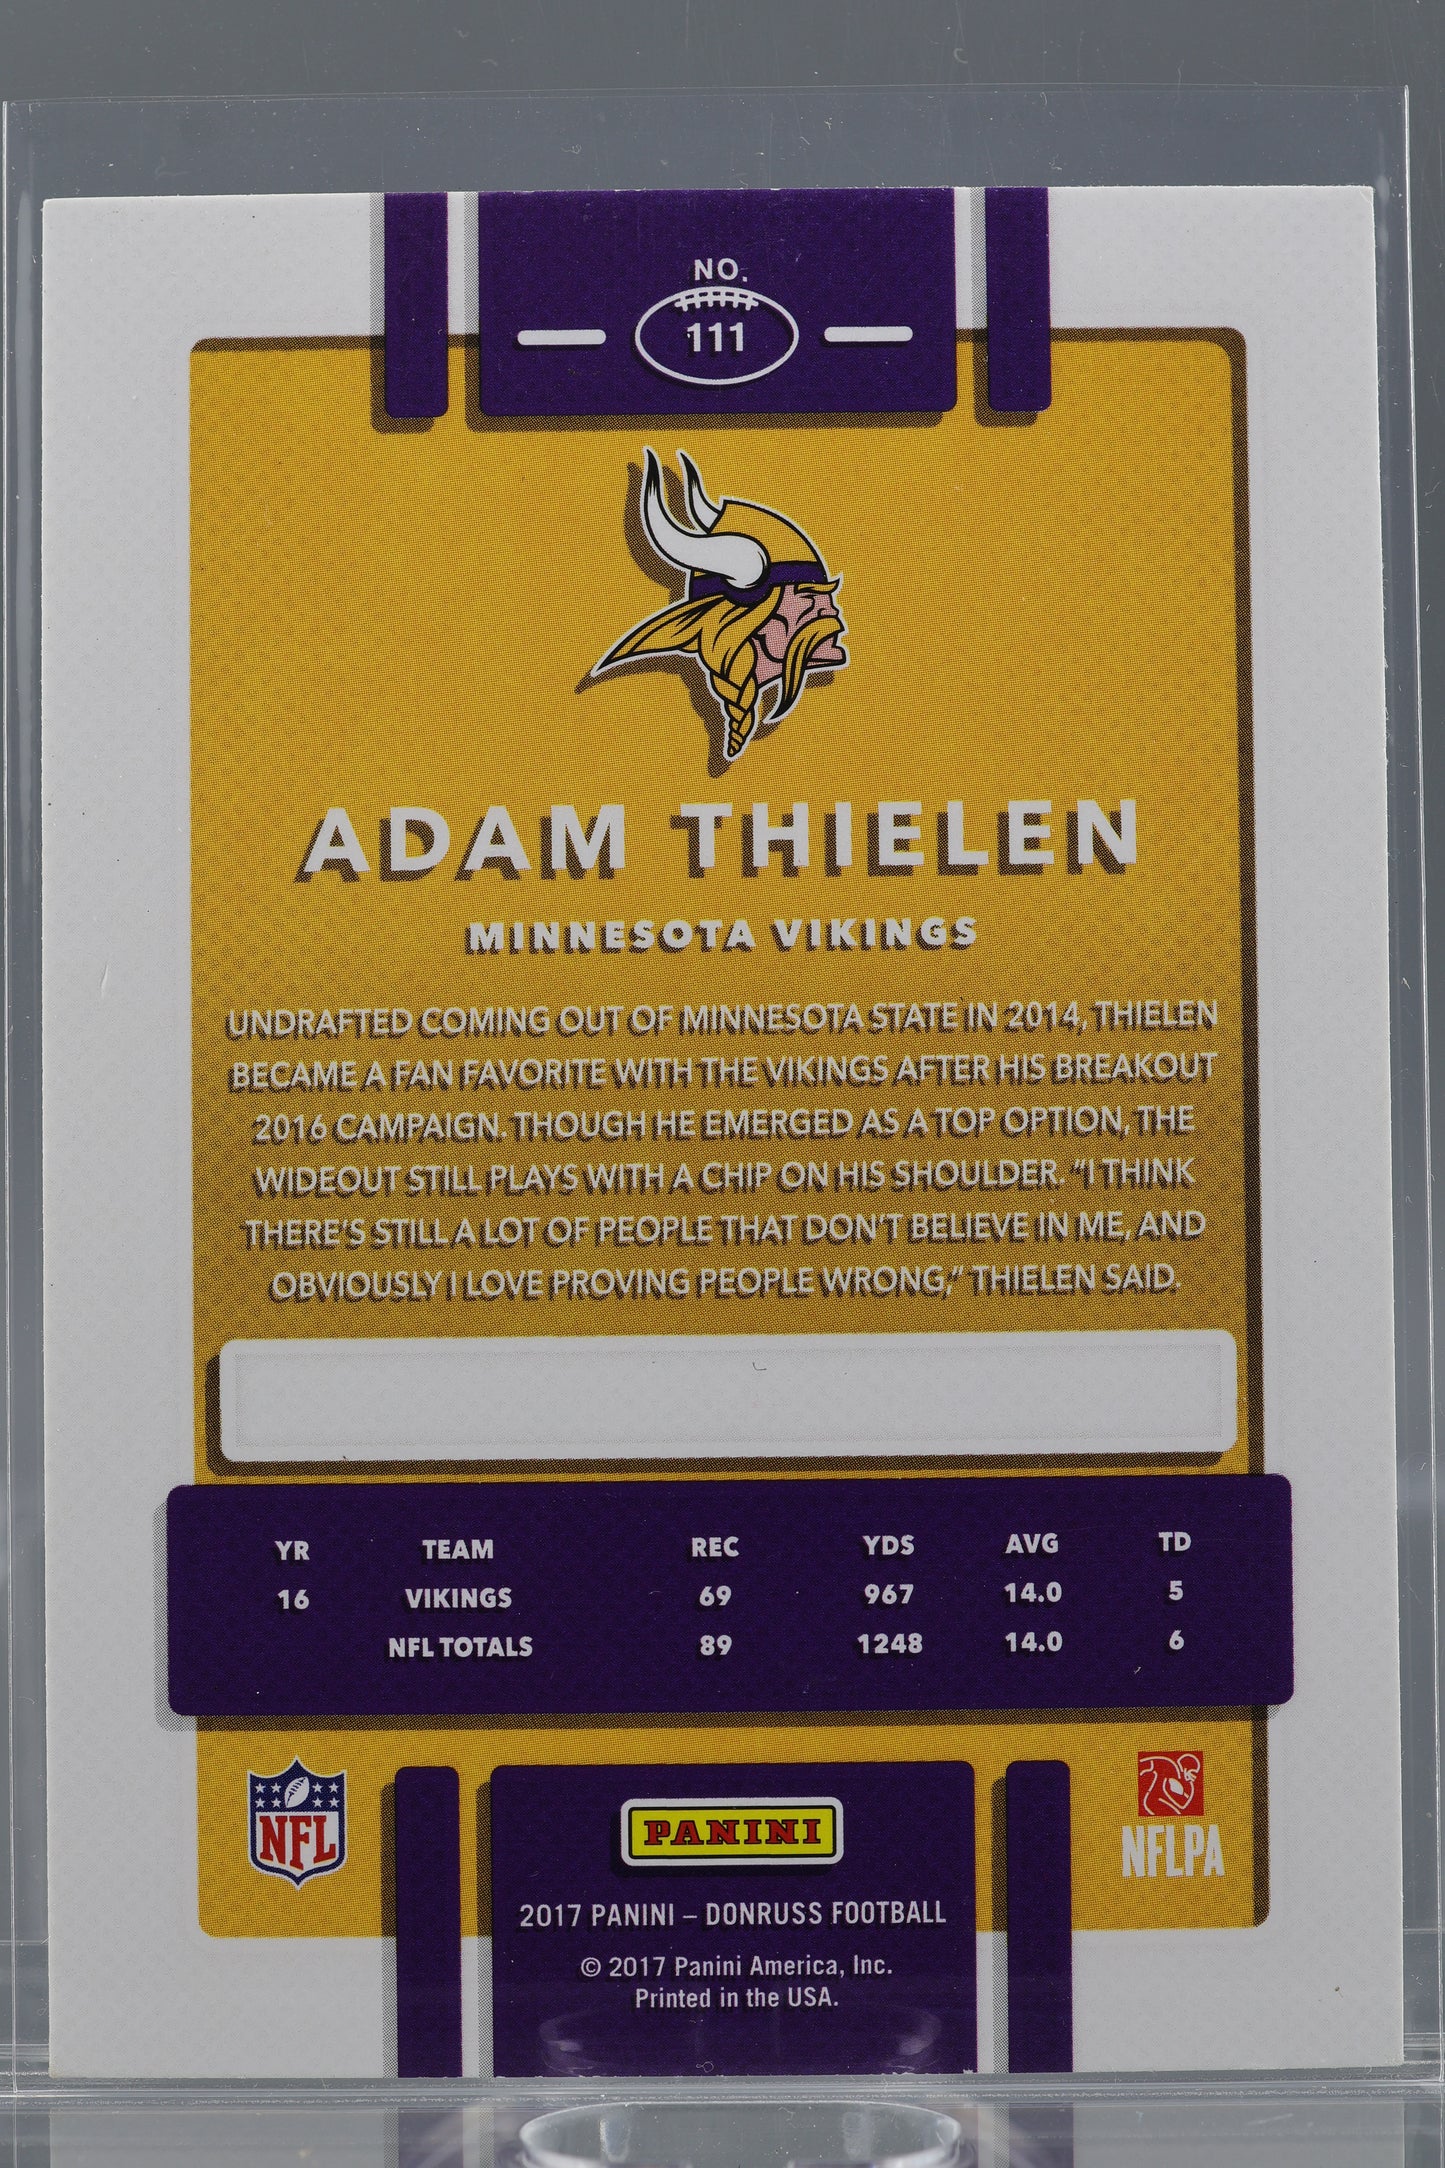 NO.
111
ADAM THIELEN
MINNESOTA VIKINGS
UNDRAFTED COMING OUT OF MINNESOTA STATE IN 2014, THIELEN
BECAME A FAN FAVORITE WITH THE VIKINGS AFTER HIS BREAKOUT
2016 CAMPAIGN. THOUGH HE EMERGED AS A TOP OPTION, THE
WIDEOUT STILL PLAYS WITH A CHIP ON HIS SHOULDER. “I THINK
THERE’S STILL A LOT OF PEOPLE THAT DON’T BELIEVE IN ME, AND
OBVIOUSLY I LOVE PROVING PEOPLE WRONG,” THIELEN SAID.
YR TEAM REC YDS AVG TD
16 VIKINGS 69 967 14.0 5
NFL TOTALS 89 1248 14.0 6
NFL
PANINI
NFLPA
2017 PANINI – DONRUSS FOOTBALL
© 2017 Panini America, Inc.
Printed in the USA.